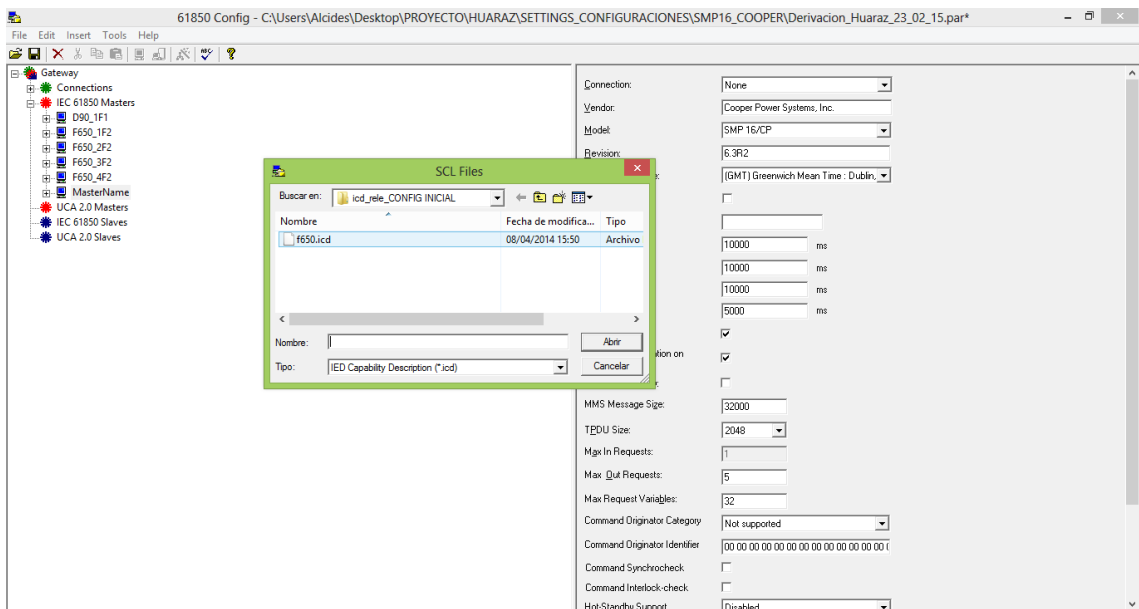 61850 Config - C:\Users\Alcides\Desktop\PROYECTO\HUARAZ\SETTINGS_CONFIGURACIONES\SMP16_COOPER\Derivacion_Huaraz_23_02_15.par*
File Edit Insert Tools Help
Gateway
Connections
IEC 61850 Masters
D90_1F1
F650_1F2
F650_2F2
F650_3F2
F650_4F2
MasterName
UCA 2.0 Masters
IEC 61850 Slaves
UCA 2.0 Slaves
SCL Files
Buscar en: icd_rele_CONFIG INICIAL
Nombre Fecha de modifica... Tipo
f650.icd 08/04/2014 15:50 Archivo
Nombre: Abrir
Tipo: IED Capability Description (*.icd) Cancelar
Connection: None
Vendor: Cooper Power Systems, Inc.
Model: SMP 16/CP
Revision: 6.3R2
(GMT) Greenwich Mean Time : Dublin,
10000 ms
10000 ms
10000 ms
5000 ms
on
MMS Message Size: 32000
TPDU Size: 2048
Max In Requests: 1
Max Out Requests: 5
Max Request Variables: 32
Command Originator Category Not supported
Command Originator Identifier 00 00 00 00 00 00 00 00 00 00 00 00 00 (
Command Synchrocheck
Command Interlock-check
Hot-Standby Support Disabled